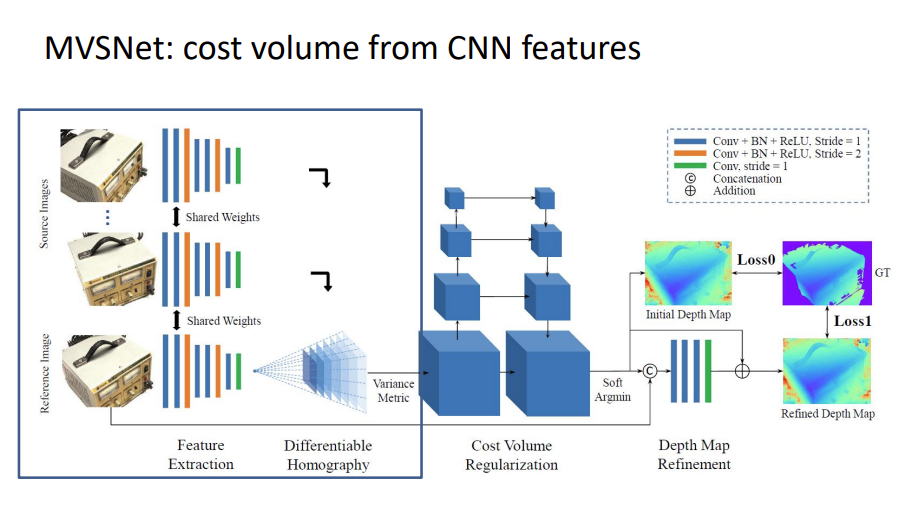 MVSNet: cost volume from CNN features
Source Images
Shared Weights
Shared Weights
Reference Image
Feature
Extraction
Differentiable
Homography
Variance
Metric
Cost Volume
Regularization
Soft
Argmin
C
Depth Map
Refinement
Conv + BN + ReLU, Stride = 1
Conv + BN + ReLU, Stride = 2
Conv, stride = 1
C Concatenation
Addition
Initial Depth Map
Loss0
GT
Loss1
Refined Depth Map